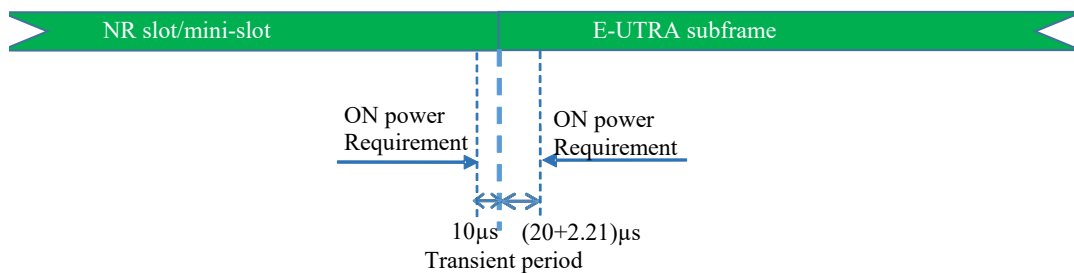 NR slot/mini-slot
E-UTRA subframe
ON power
Requirement
ON power
Requirement
10µs
(20+2.21)µs
Transient period